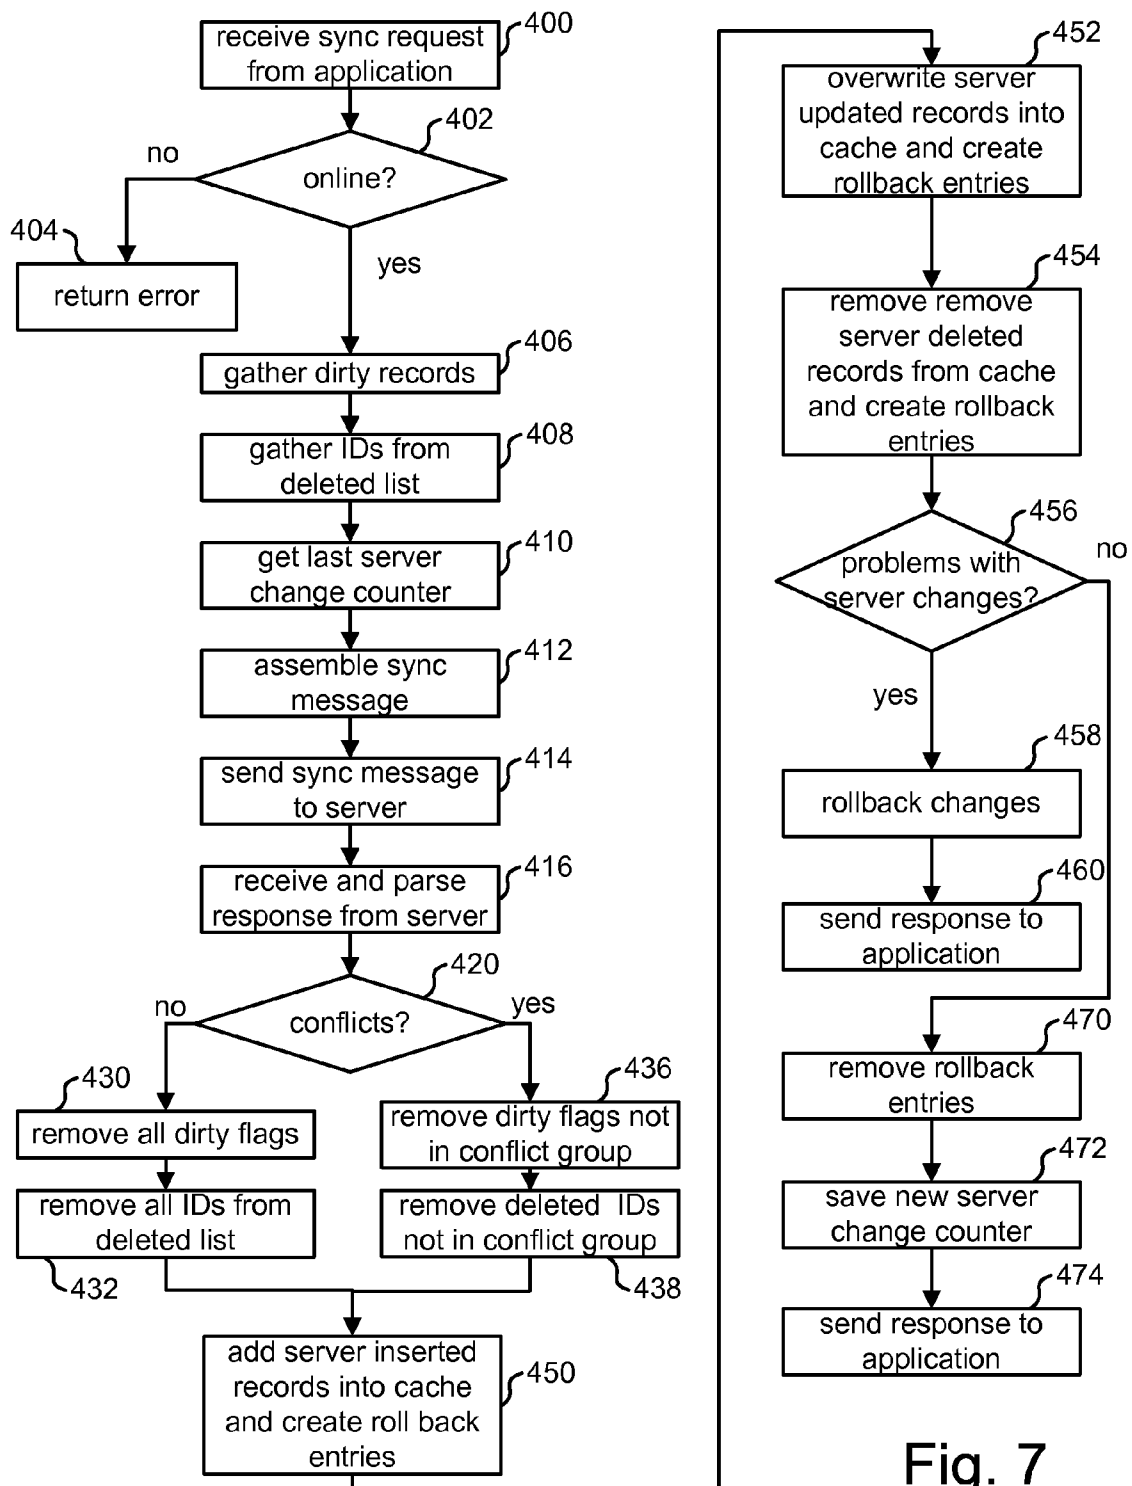 receive sync request
from application
400
402
no
online?
404
yes
return error
406
gather dirty records
408
gather IDs from
deleted list
410
get last server
change counter
412
assemble sync
message
414
send sync message
to server
416
receive and parse
response from server
420
no
yes
conflicts?
430
436
remove all dirty flags
remove dirty flags not
in conflict group
remove all IDs from
deleted list
remove deleted IDs
not in conflict group
432
438
add server inserted
records into cache
and create roll back
entries
450
452
overwrite server
updated records into
cache and create
rollback entries
454
remove remove
server deleted
records from cache
and create rollback
entries
456
no
problems with
server changes?
yes
458
rollback changes
460
send response to
application
470
remove rollback
entries
472
save new server
change counter
474
send response to
application
Fig. 7